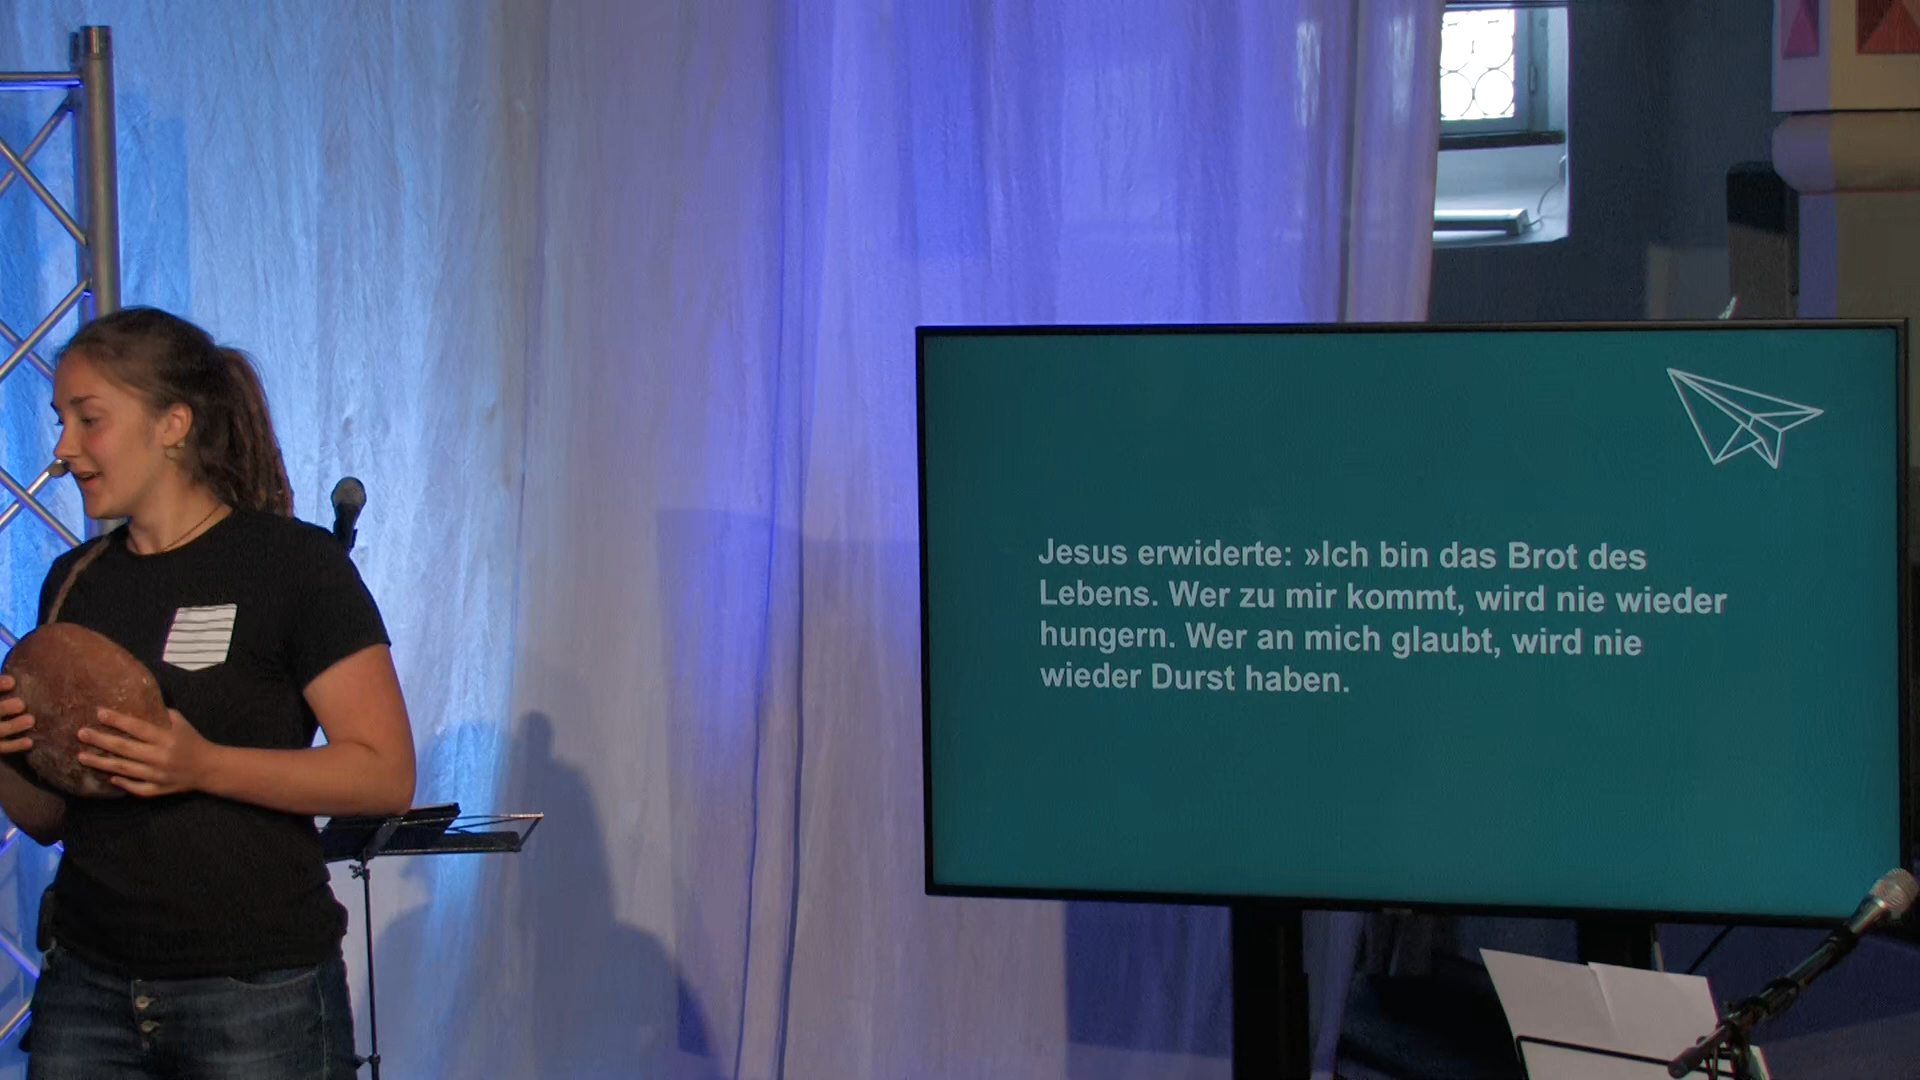 Jesus erwiderte: »Ich bin das Brot des
Lebens. Wer zu mir kommt, wird nie wieder
hungern. Wer an mich glaubt, wird nie
wieder Durst haben.